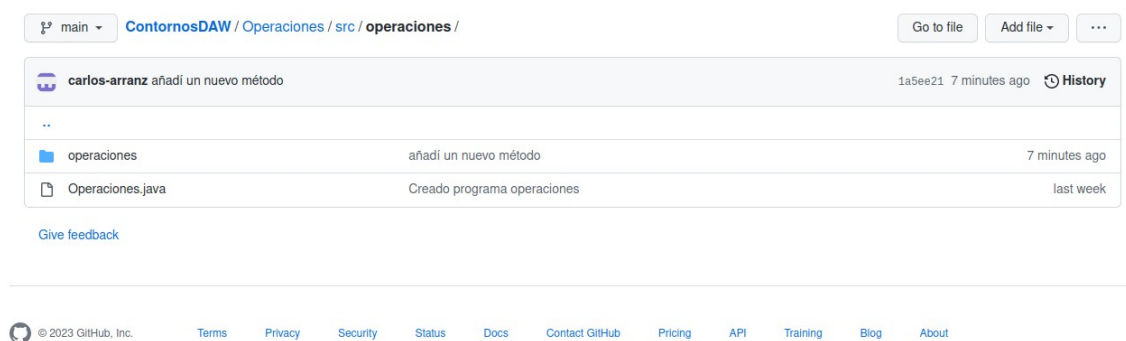 main ContornosDAW / Operaciones / src / operaciones / Go to file Add file ...
carlos-arranz añadí un nuevo método 1a5ee21 7 minutes ago History
..
operaciones añadí un nuevo método 7 minutes ago
Operaciones.java Creado programa operaciones last week
Give feedback
© 2023 GitHub, Inc. Terms Privacy Security Status Docs Contact GitHub Pricing API Training Blog About